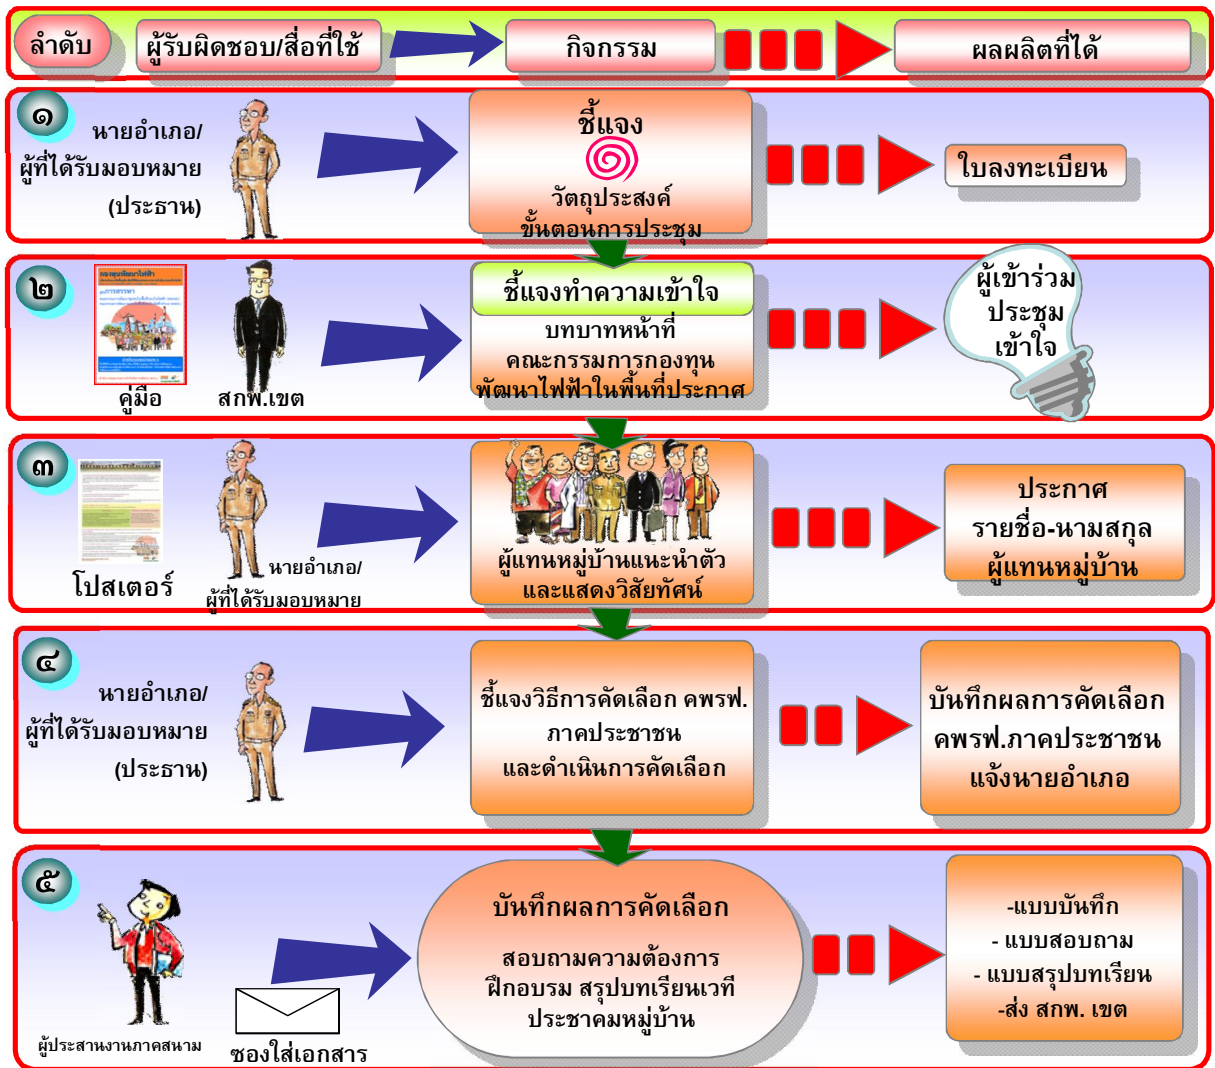 ลำดับ
ผู้รับผิดชอบ/สื่อที่ใช้
กิจกรรม
ผลผลิตที่ได้
๑
นายอำเภอ/
ผู้ที่ได้รับมอบหมาย
(ประธาน)
ชี้แจง
วัตถุประสงค์
ขั้นตอนการประชุม
ใบลงทะเบียน
๒
กองทุนพัฒนาไฟฟ้า
การสรรหา
คู่มือ
สกพ.เขต
ชี้แจงทำความเข้าใจ
บทบาทหน้าที่
คณะกรรมการกองทุน
พัฒนาไฟฟ้าในพื้นที่ประกาศ
ผู้เข้าร่วม
ประชุม
เข้าใจ
๓
โปสเตอร์
นายอำเภอ/
ผู้ที่ได้รับมอบหมาย
ผู้แทนหมู่บ้านแนะนำตัว
และแสดงวิสัยทัศน์
ประกาศ
รายชื่อ-นามสกุล
ผู้แทนหมู่บ้าน
๔
นายอำเภอ/
ผู้ที่ได้รับมอบหมาย
(ประธาน)
ชี้แจงวิธีการคัดเลือก คพรฟ.
ภาคประชาชน
และดำเนินการคัดเลือก
บันทึกผลการคัดเลือก
คพรฟ.ภาคประชาชน
แจ้งนายอำเภอ
๕
ผู้ประสานงานภาคสนาม
ซองใส่เอกสาร
บันทึกผลการคัดเลือก
สอบถามความต้องการ
ฝึกอบรม สรุปบทเรียนเวที
ประชาคมหมู่บ้าน
-แบบบันทึก
- แบบสอบถาม
- แบบสรุปบทเรียน
-ส่ง สกพ. เขต